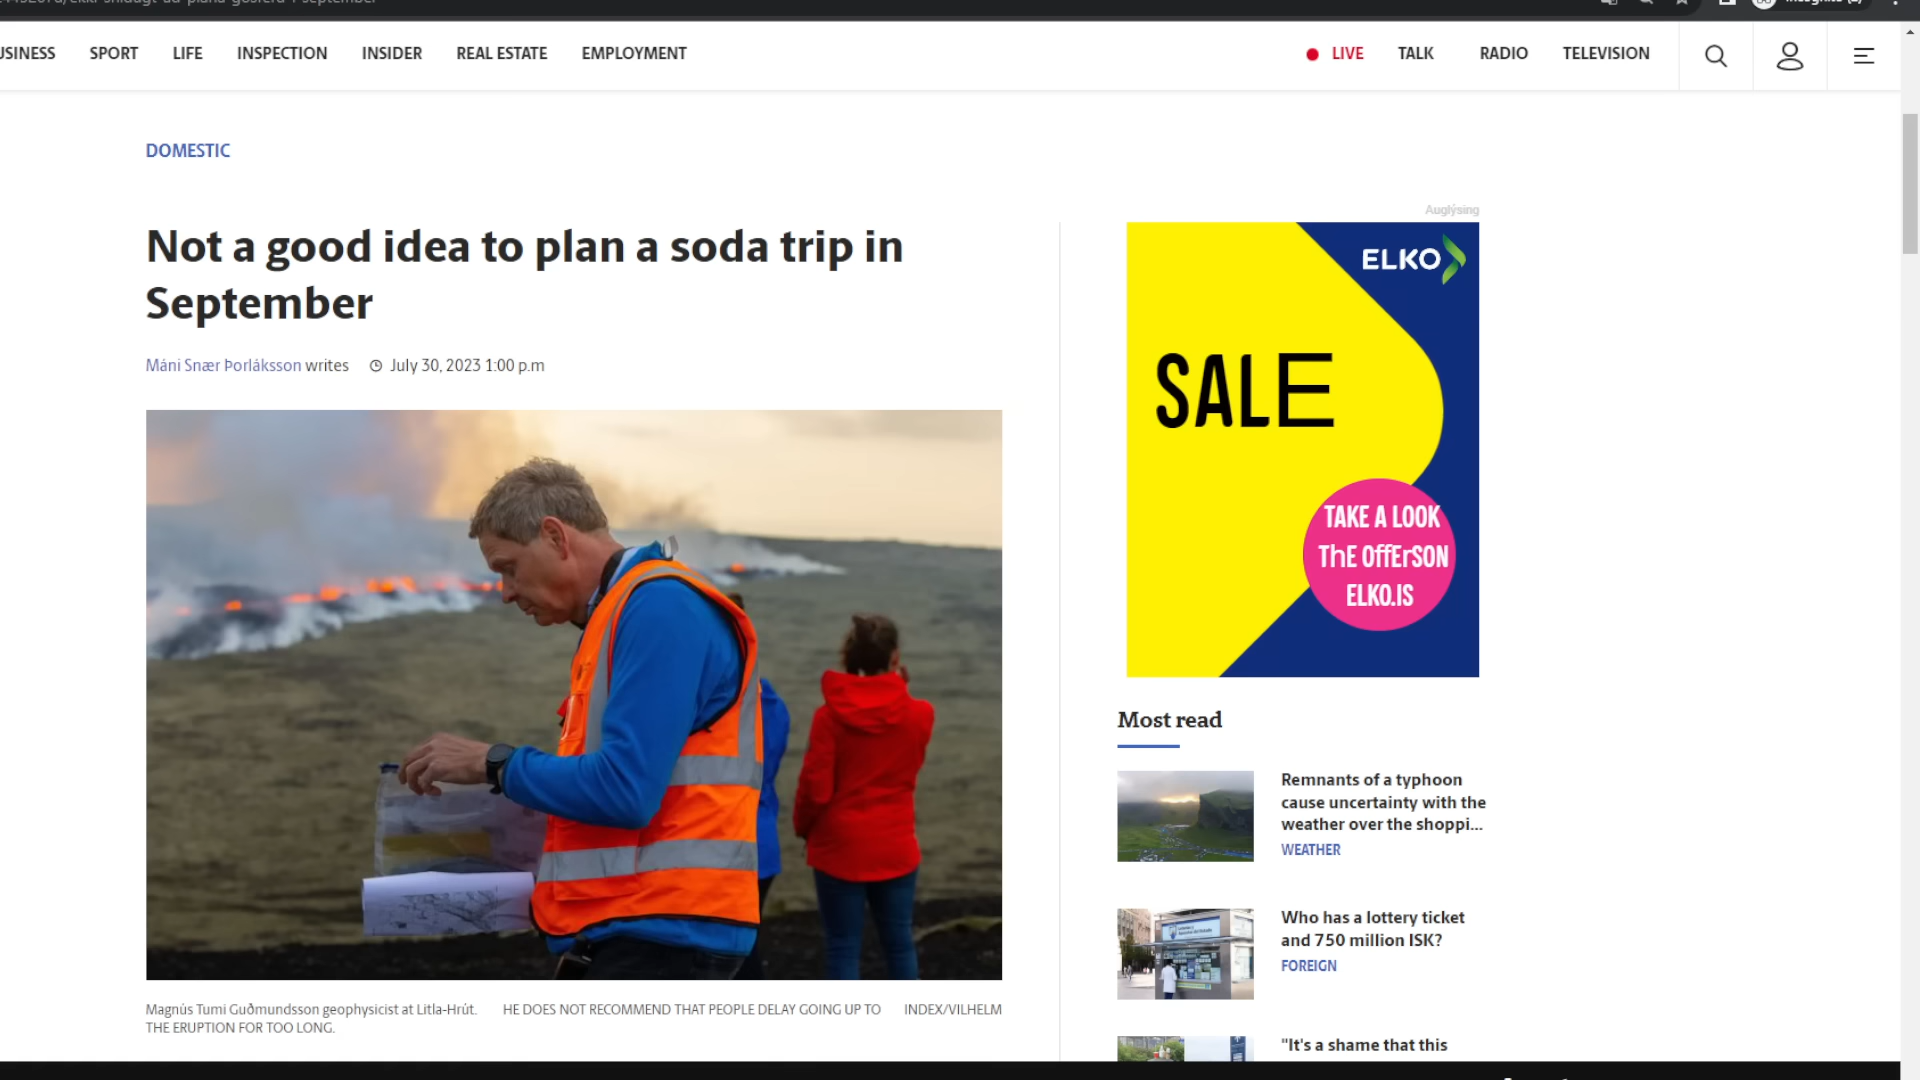 USINESS SPORT LIFE INSPECTION INSIDER REAL ESTATE EMPLOYMENT LIVE TALK RADIO TELEVISION
DOMESTIC
Not a good idea to plan a soda trip in
September
Máni Snær Þorláksson writes July 30, 2023 1:00 p.m
Magnús Tumi Guðmundsson geophysicist at Litla-Hrút. HE DOES NOT RECOMMEND THAT PEOPLE DELAY GOING UP TO INDEX/VILHELM
THE ERUPTION FOR TOO LONG.
Auglýsing
ELKO
SALE
TAKE A LOOK
ThE OffErSON
ELKO.IS
Most read
Remnants of a typhoon
cause uncertainty with the
weather over the shoppi...
WEATHER
Who has a lottery ticket
and 750 million ISK?
FOREIGN
"It's a shame that this